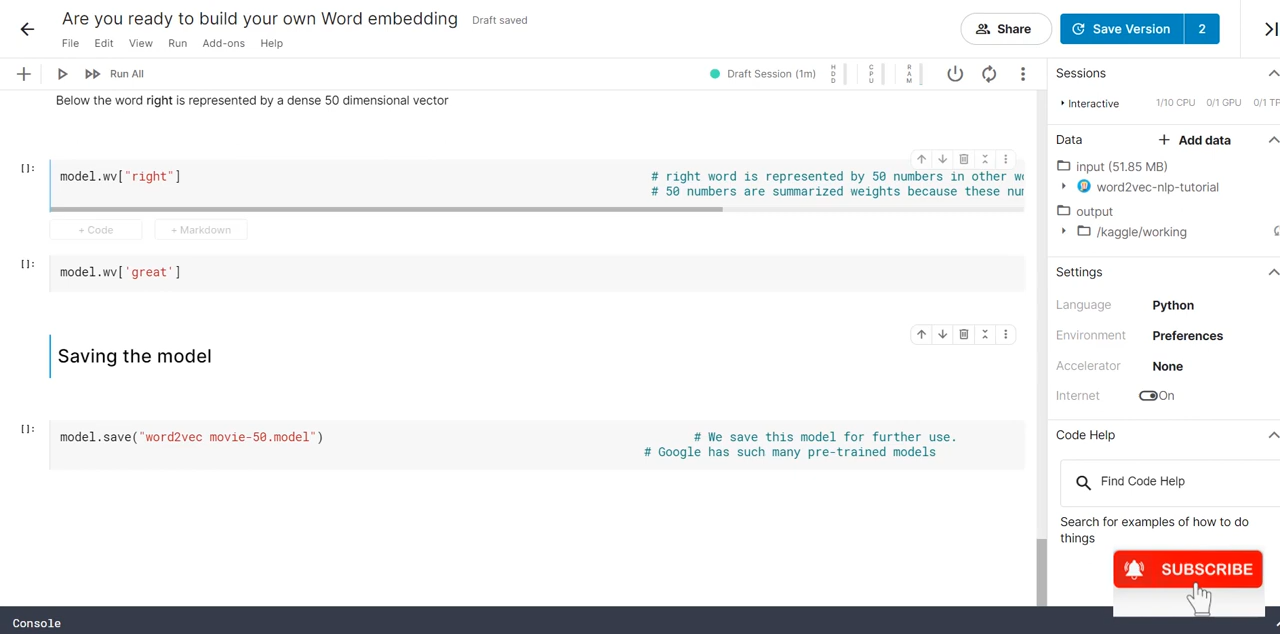 Are you ready to build your own Word embedding Draft saved
File Edit View Run Add-ons Help
Share
Save Version 2
Run All
Draft Session (1m)
HDD CPU RAM
Below the word right is represented by a dense 50 dimensional vector
[]: model.wv["right"] # right word is represented by 50 numbers in other
# 50 numbers are summarized weights because these
+ Code + Markdown
[]: model.wv['great']
Saving the model
[]: model.save("word2vec movie-50.model") # We save this model for further use.
# Google has such many pre-trained models
Console
Sessions
Interactive 1/10 CPU 0/1 GPU 0/1
Data + Add data
input (51.85 MB)
word2vec-nlp-tutorial
output
/kaggle/working
Settings
Language Python
Environment Preferences
Accelerator None
Internet On
Code Help
Find Code Help
Search for examples of how to do
things
SUBSCRIBE